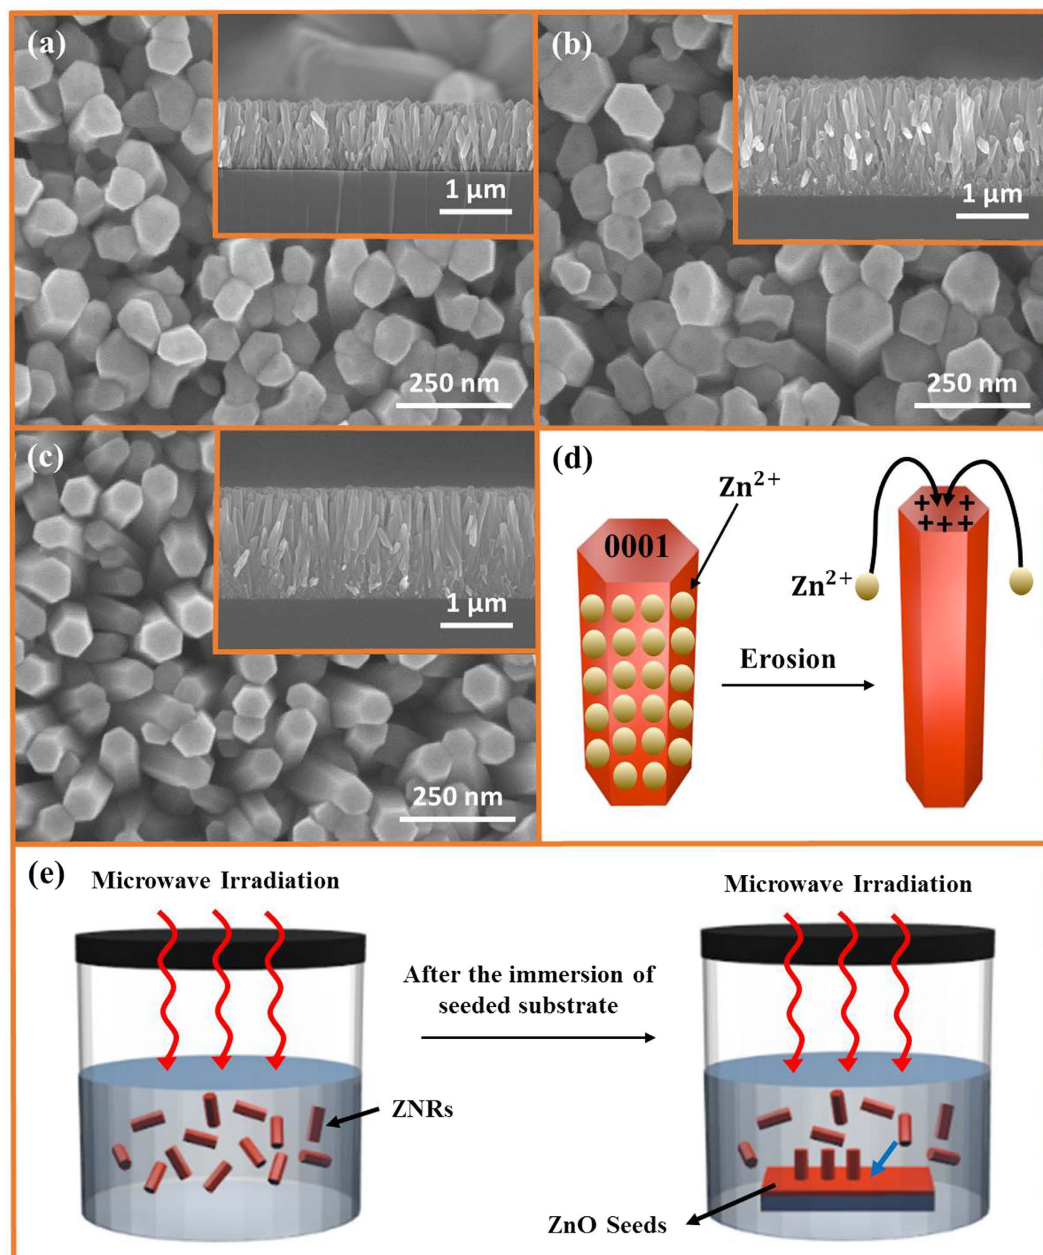 (a)
1 μm
250 nm
(b)
1 μm
250 nm
(c)
1 μm
250 nm
(d)
Zn²⁺
0001
Erosion
+ + + + + + +
Zn²⁺
(e)
Microwave Irradiation
After the immersion of
seeded substrate
ZNRs
Microwave Irradiation
ZnO Seeds